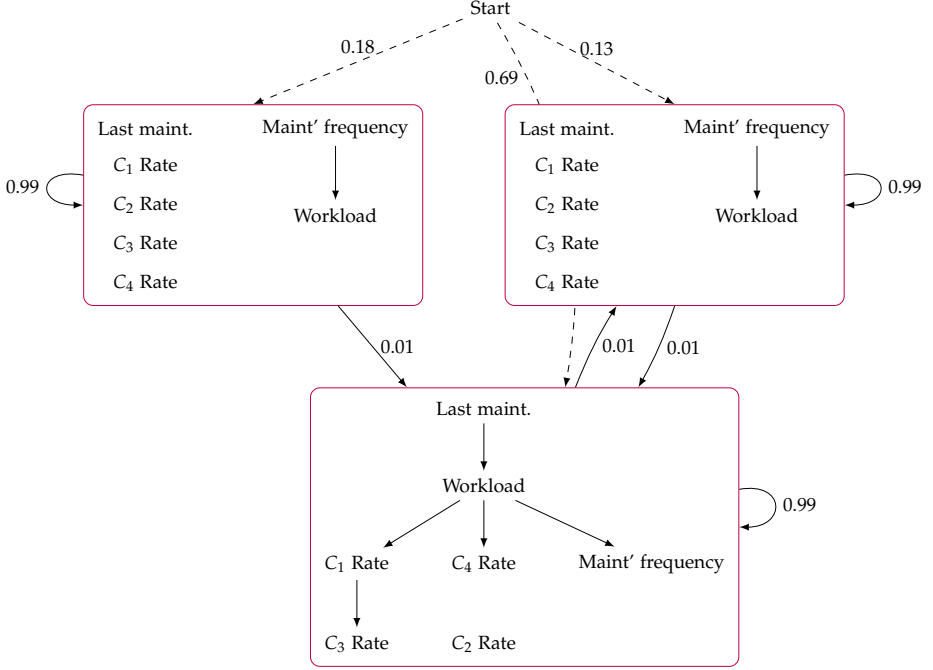 Start
0.18
0.13
0.69
Last maint.
Maint' frequency
C₁ Rate
C₂ Rate
Workload
C₃ Rate
C₄ Rate
0.99
Last maint.
Maint' frequency
C₁ Rate
C₂ Rate
Workload
C₃ Rate
C₄ Rate
0.99
0.01
0.01
0.01
Last maint.
Workload
C₁ Rate
C₄ Rate
Maint' frequency
C₃ Rate
C₂ Rate
0.99